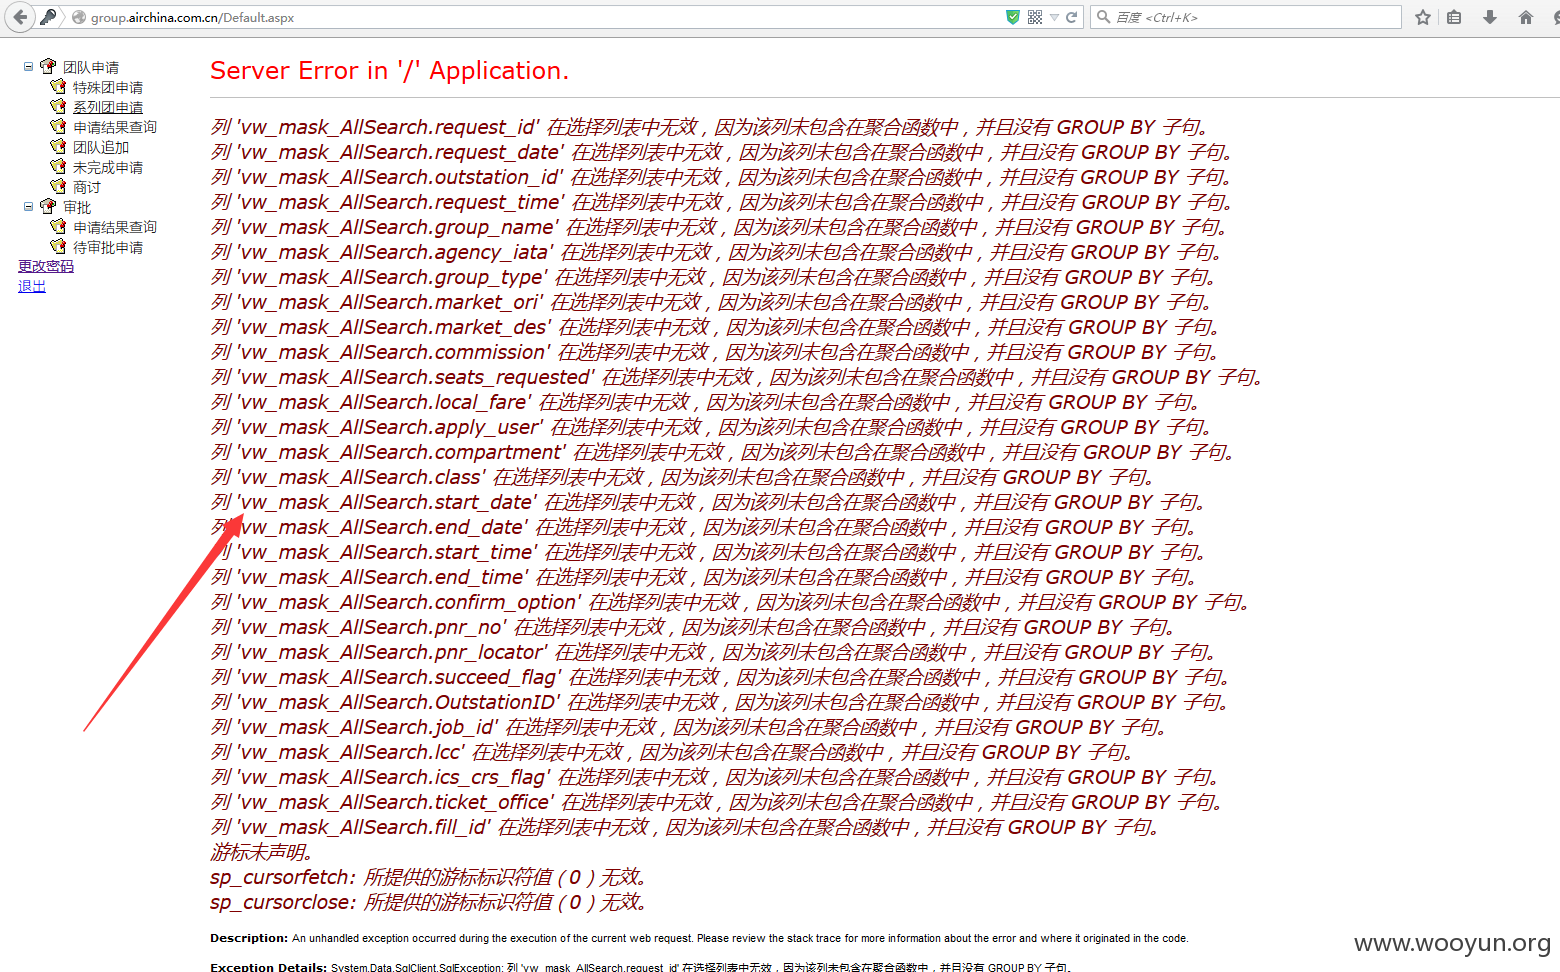 group.airchina.com.cn/Default.aspx
百度 <Ctrl+K>
团队申请
特殊团申请
系列团申请
申请结果查询
团队追加
未完成申请
商讨
审批
申请结果查询
待审批申请
更改密码
退出
Server Error in '/' Application.
列 'vw_mask_AllSearch.request_id' 在选择列表中无效，因为该列未包含在聚合函数中，并且没有 GROUP BY 子句。
列 'vw_mask_AllSearch.request_date' 在选择列表中无效，因为该列未包含在聚合函数中，并且没有 GROUP BY 子句。
列 'vw_mask_AllSearch.outstation_id' 在选择列表中无效，因为该列未包含在聚合函数中，并且没有 GROUP BY 子句。
列 'vw_mask_AllSearch.request_time' 在选择列表中无效，因为该列未包含在聚合函数中，并且没有 GROUP BY 子句。
列 'vw_mask_AllSearch.group_name' 在选择列表中无效，因为该列未包含在聚合函数中，并且没有 GROUP BY 子句。
列 'vw_mask_AllSearch.agency_iata' 在选择列表中无效，因为该列未包含在聚合函数中，并且没有 GROUP BY 子句。
列 'vw_mask_AllSearch.group_type' 在选择列表中无效，因为该列未包含在聚合函数中，并且没有 GROUP BY 子句。
列 'vw_mask_AllSearch.market_ori' 在选择列表中无效，因为该列未包含在聚合函数中，并且没有 GROUP BY 子句。
列 'vw_mask_AllSearch.market_des' 在选择列表中无效，因为该列未包含在聚合函数中，并且没有 GROUP BY 子句。
列 'vw_mask_AllSearch.commission' 在选择列表中无效，因为该列未包含在聚合函数中，并且没有 GROUP BY 子句。
列 'vw_mask_AllSearch.seats_requested' 在选择列表中无效，因为该列未包含在聚合函数中，并且没有 GROUP BY 子句。
列 'vw_mask_AllSearch.local_fare' 在选择列表中无效，因为该列未包含在聚合函数中，并且没有 GROUP BY 子句。
列 'vw_mask_AllSearch.apply_user' 在选择列表中无效，因为该列未包含在聚合函数中，并且没有 GROUP BY 子句。
列 'vw_mask_AllSearch.compartment' 在选择列表中无效，因为该列未包含在聚合函数中，并且没有 GROUP BY 子句。
列 'vw_mask_AllSearch.class' 在选择列表中无效，因为该列未包含在聚合函数中，并且没有 GROUP BY 子句。
列 'vw_mask_AllSearch.start_date' 在选择列表中无效，因为该列未包含在聚合函数中，并且没有 GROUP BY 子句。
列 'vw_mask_AllSearch.end_date' 在选择列表中无效，因为该列未包含在聚合函数中，并且没有 GROUP BY 子句。
列 'vw_mask_AllSearch.start_time' 在选择列表中无效，因为该列未包含在聚合函数中，并且没有 GROUP BY 子句。
列 'vw_mask_AllSearch.end_time' 在选择列表中无效，因为该列未包含在聚合函数中，并且没有 GROUP BY 子句。
列 'vw_mask_AllSearch.confirm_option' 在选择列表中无效，因为该列未包含在聚合函数中，并且没有 GROUP BY 子句。
列 'vw_mask_AllSearch.pnr_no' 在选择列表中无效，因为该列未包含在聚合函数中，并且没有 GROUP BY 子句。
列 'vw_mask_AllSearch.pnr_locator' 在选择列表中无效，因为该列未包含在聚合函数中，并且没有 GROUP BY 子句。
列 'vw_mask_AllSearch.succeed_flag' 在选择列表中无效，因为该列未包含在聚合函数中，并且没有 GROUP BY 子句。
列 'vw_mask_AllSearch.OutstationID' 在选择列表中无效，因为该列未包含在聚合函数中，并且没有 GROUP BY 子句。
列 'vw_mask_AllSearch.job_id' 在选择列表中无效，因为该列未包含在聚合函数中，并且没有 GROUP BY 子句。
列 'vw_mask_AllSearch.lcc' 在选择列表中无效，因为该列未包含在聚合函数中，并且没有 GROUP BY 子句。
列 'vw_mask_AllSearch.ics_crs_flag' 在选择列表中无效，因为该列未包含在聚合函数中，并且没有 GROUP BY 子句。
列 'vw_mask_AllSearch.ticket_office' 在选择列表中无效，因为该列未包含在聚合函数中，并且没有 GROUP BY 子句。
列 'vw_mask_AllSearch.fill_id' 在选择列表中无效，因为该列未包含在聚合函数中，并且没有 GROUP BY 子句。
游标未声明。
sp_cursorfetch: 所提供的游标标识符值（0）无效。
sp_cursorclose: 所提供的游标标识符值（0）无效。
Description: An unhandled exception occurred during the execution of the current web request. Please review the stack trace for more information about the error and where it originated in the code.
Exception Details: System.Data.SqlClient.SqlException: 列 'vw_mask_AllSearch.request_id' 在选择列表中无效，因为该列未包含在聚合函数中，并且没有 GROUP BY 子句。
www.wooyun.org